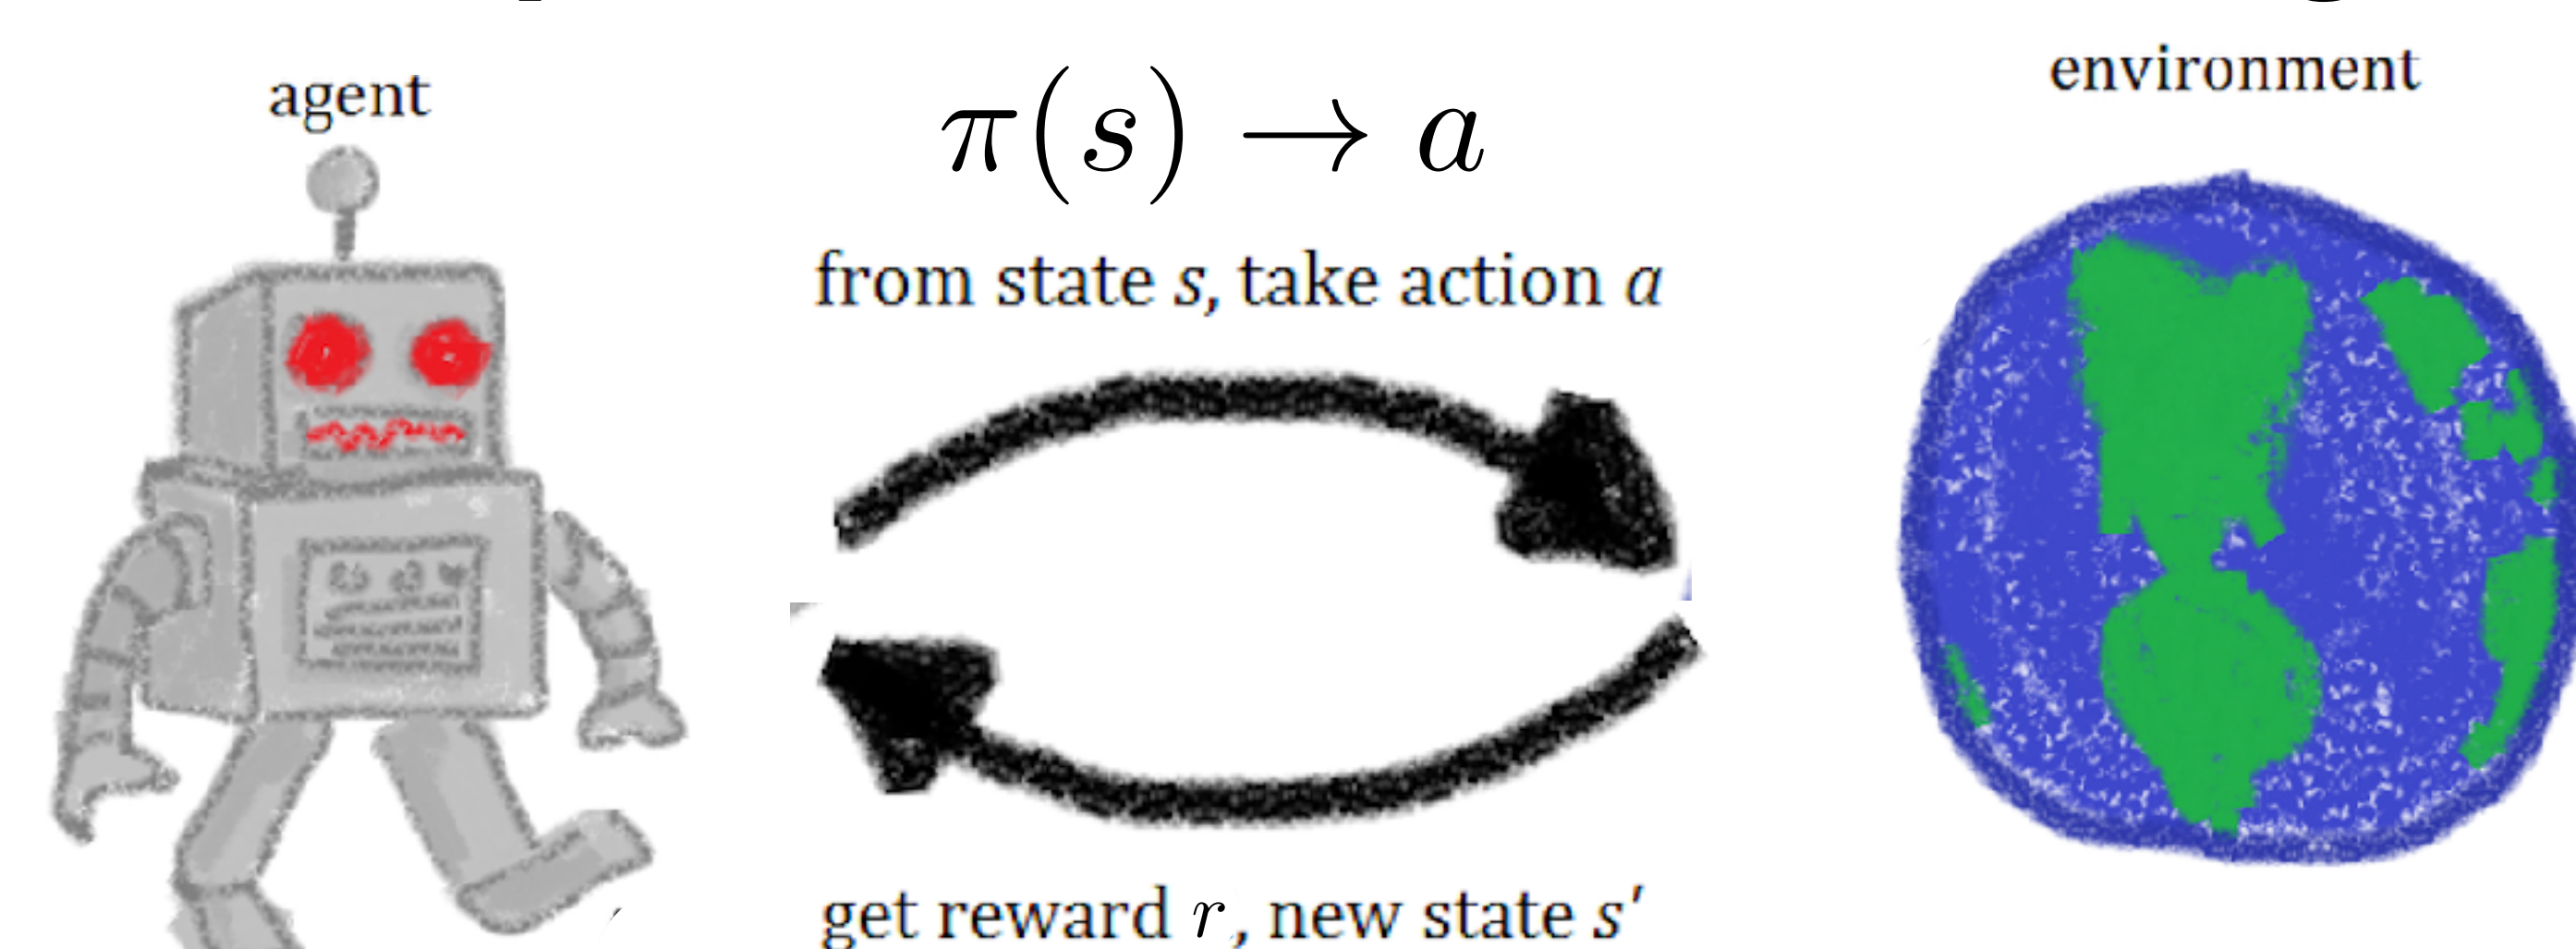 agent
π(s) → a
environment
from state s, take action a
get reward r, new state s′